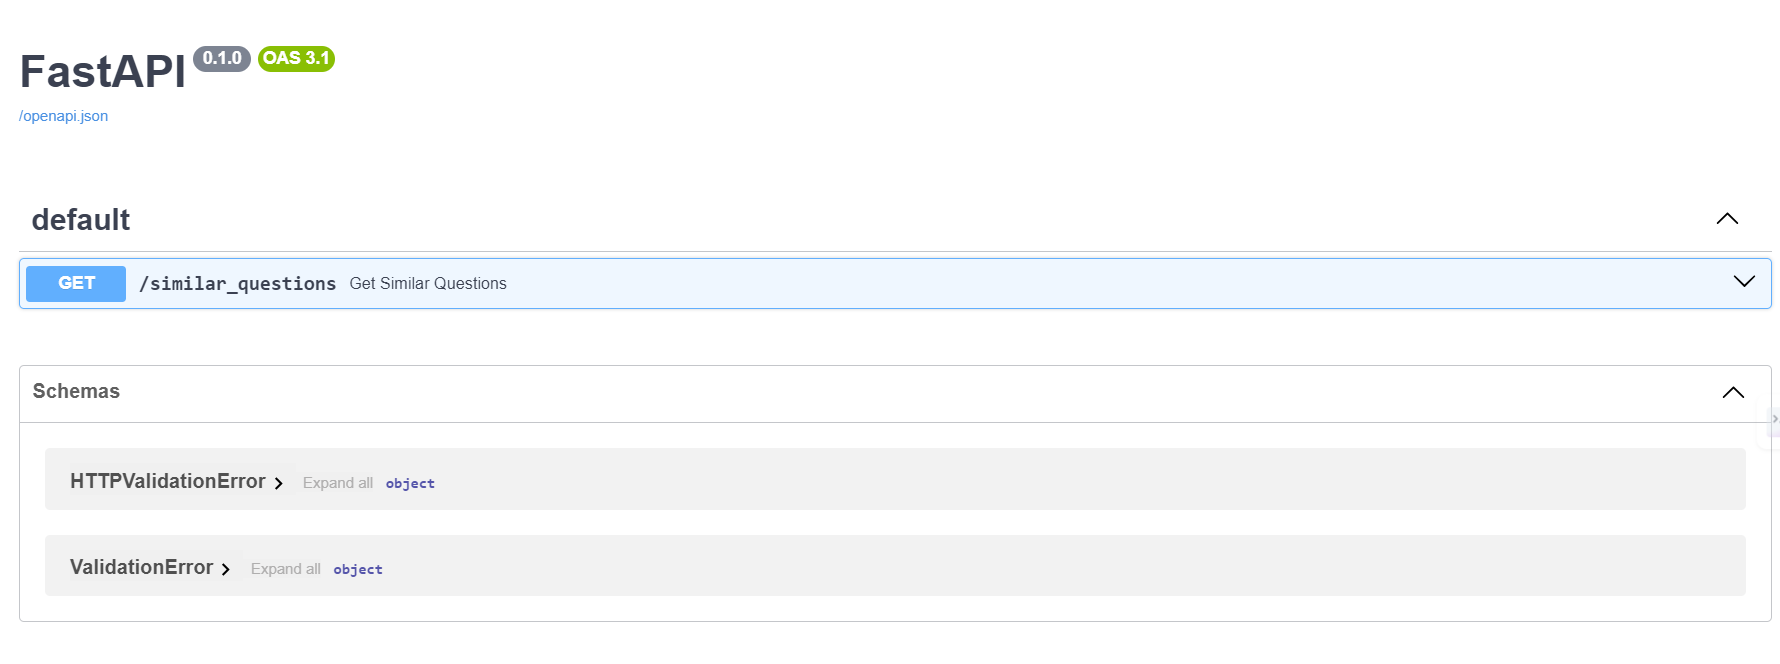 FastAPI 0.1.0 OAS 3.1
/openapi.json
default
GET /similar_questions Get Similar Questions
Schemas
HTTPValidationError Expand all object
ValidationError Expand all object